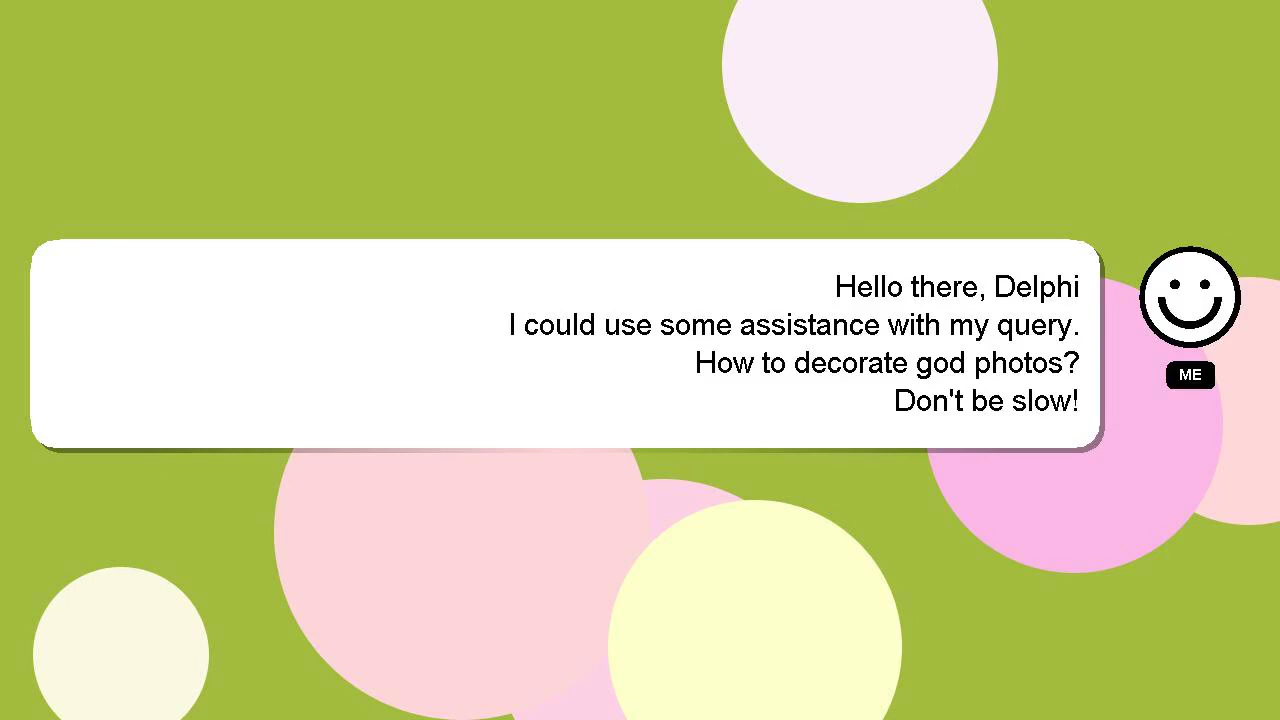 Hello there, Delphi
I could use some assistance with my query.
How to decorate god photos?
Don't be slow!
ME